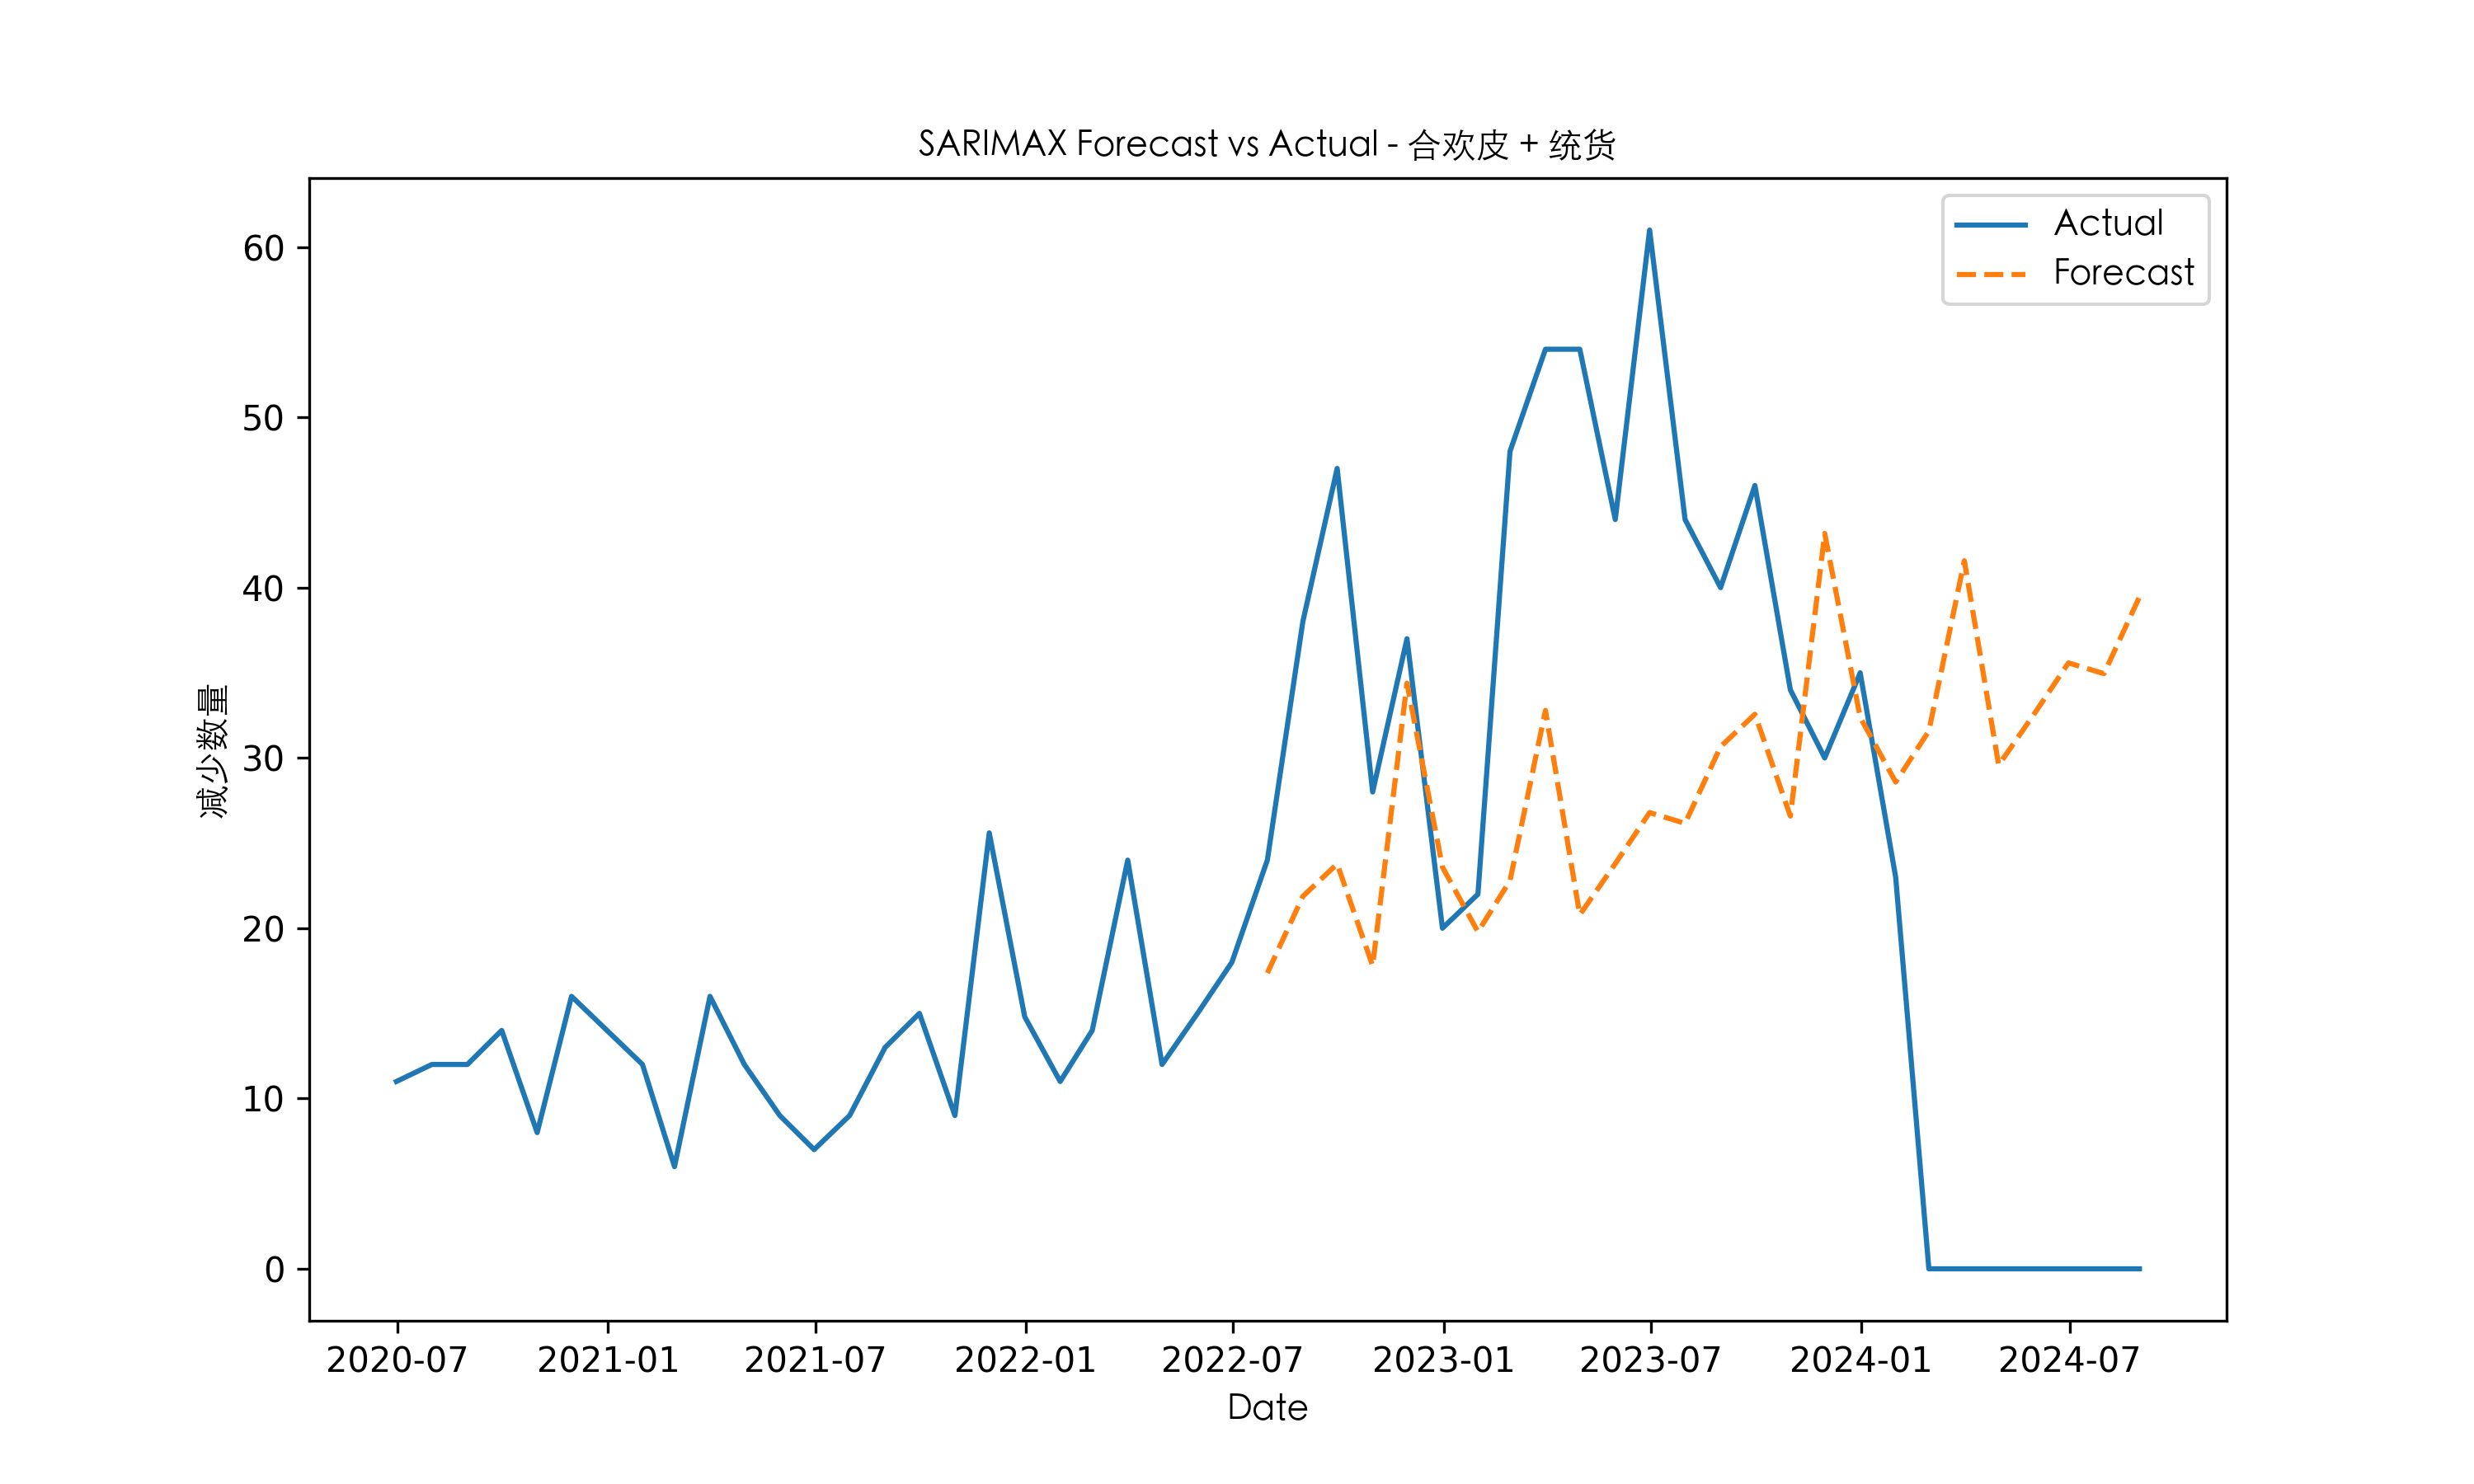 SARIMAX Forecast vs Actual - 合欢皮 + 统货
Actual
Forecast
减少数量
60
50
40
30
20
10
0
2020-07 2021-01 2021-07 2022-01 2022-07 2023-01 2023-07 2024-01 2024-07
Date